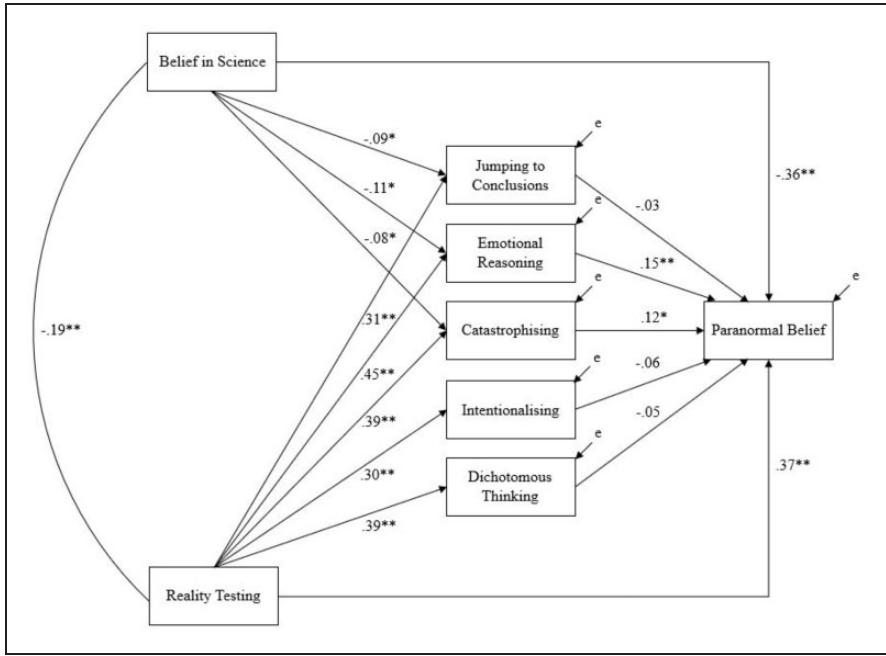 Belief in Science
e
-.09*
Jumping to
Conclusions
-.36**
-.11*
e
-.03
-.08*
Emotional
Reasoning
.15**
e
e
.31**
-.19**
Catastrophising
.12*
Paranormal Belief
.45**
e
-.06
.39**
Intentionalising
-.05
e
.30**
.37**
Dichotomous
Thinking
.39**
Reality Testing